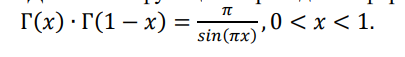 Γ(x) · Γ(1 − x) = π / sin(πx), 0 < x < 1.